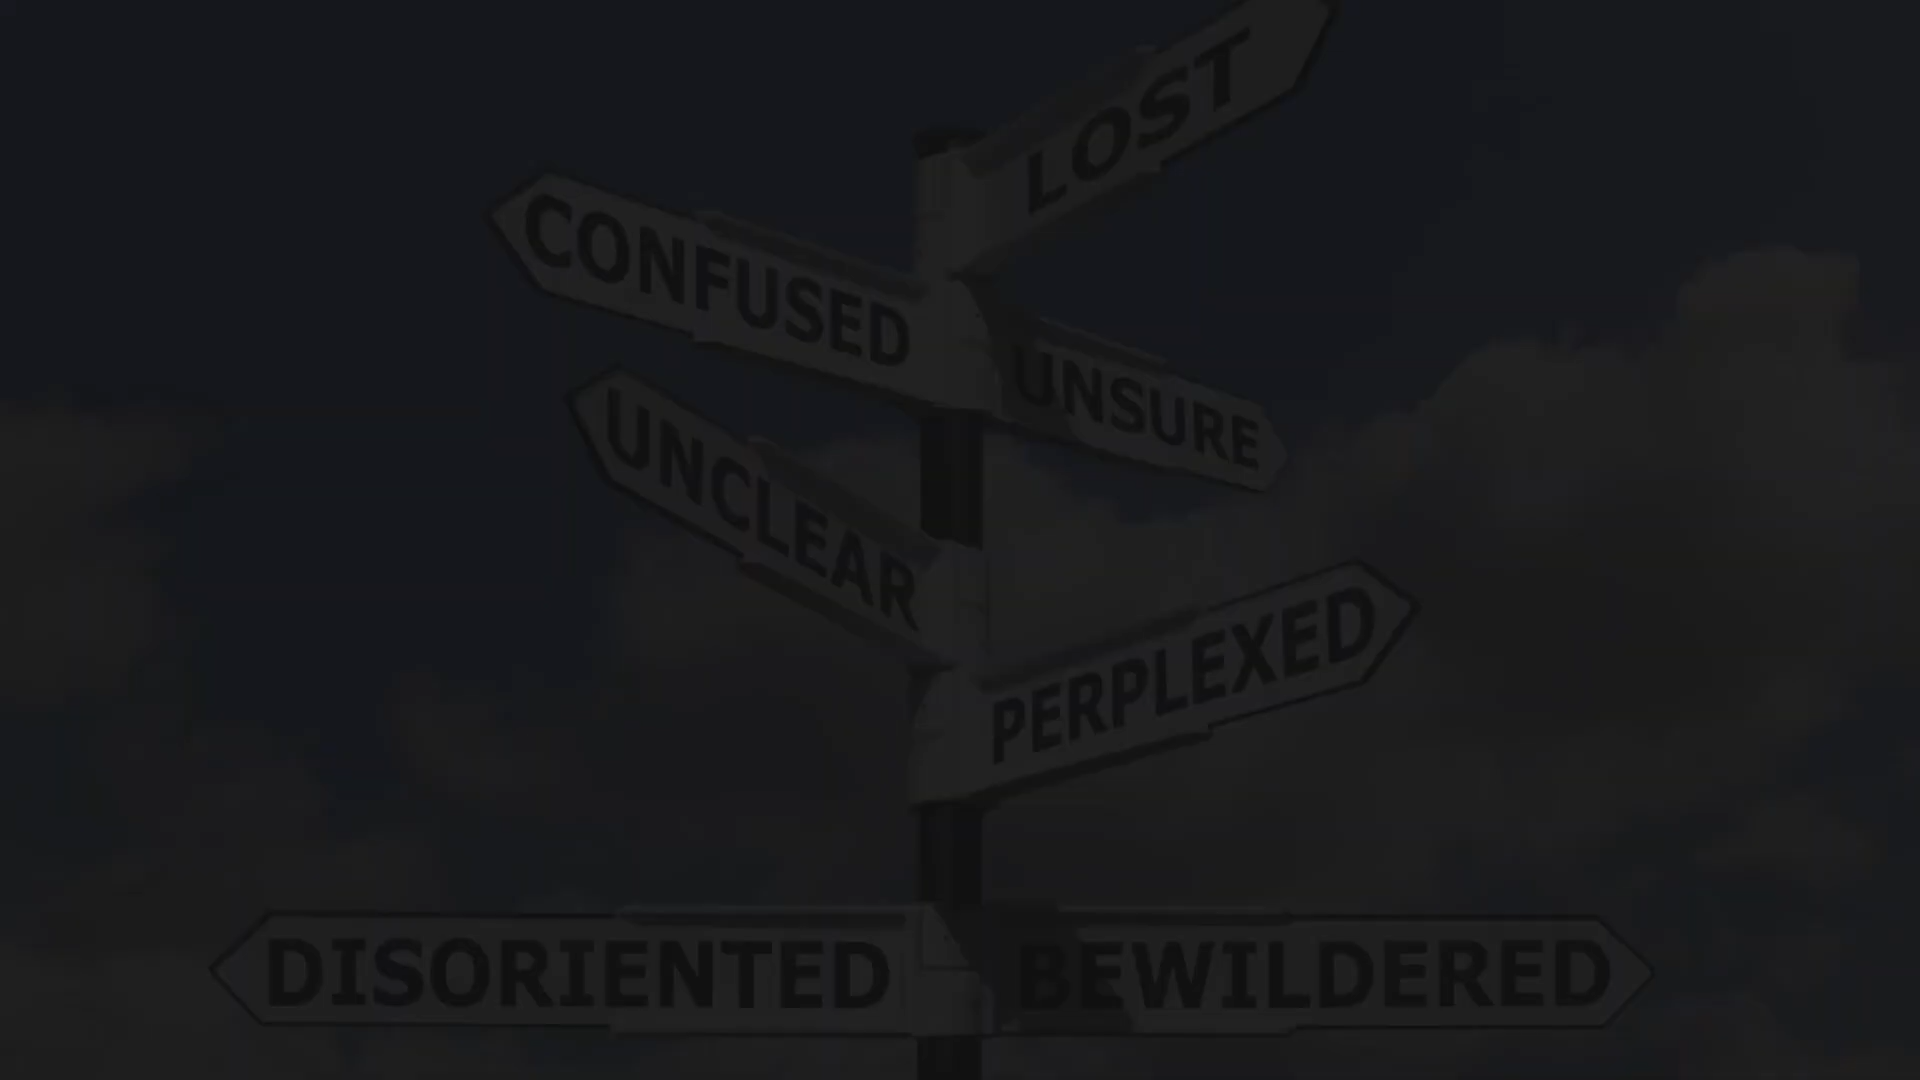 LOST
CONFUSED
UNSURE
UNCLEAR
PERPLEXED
DISORIENTED
BEWILDERED